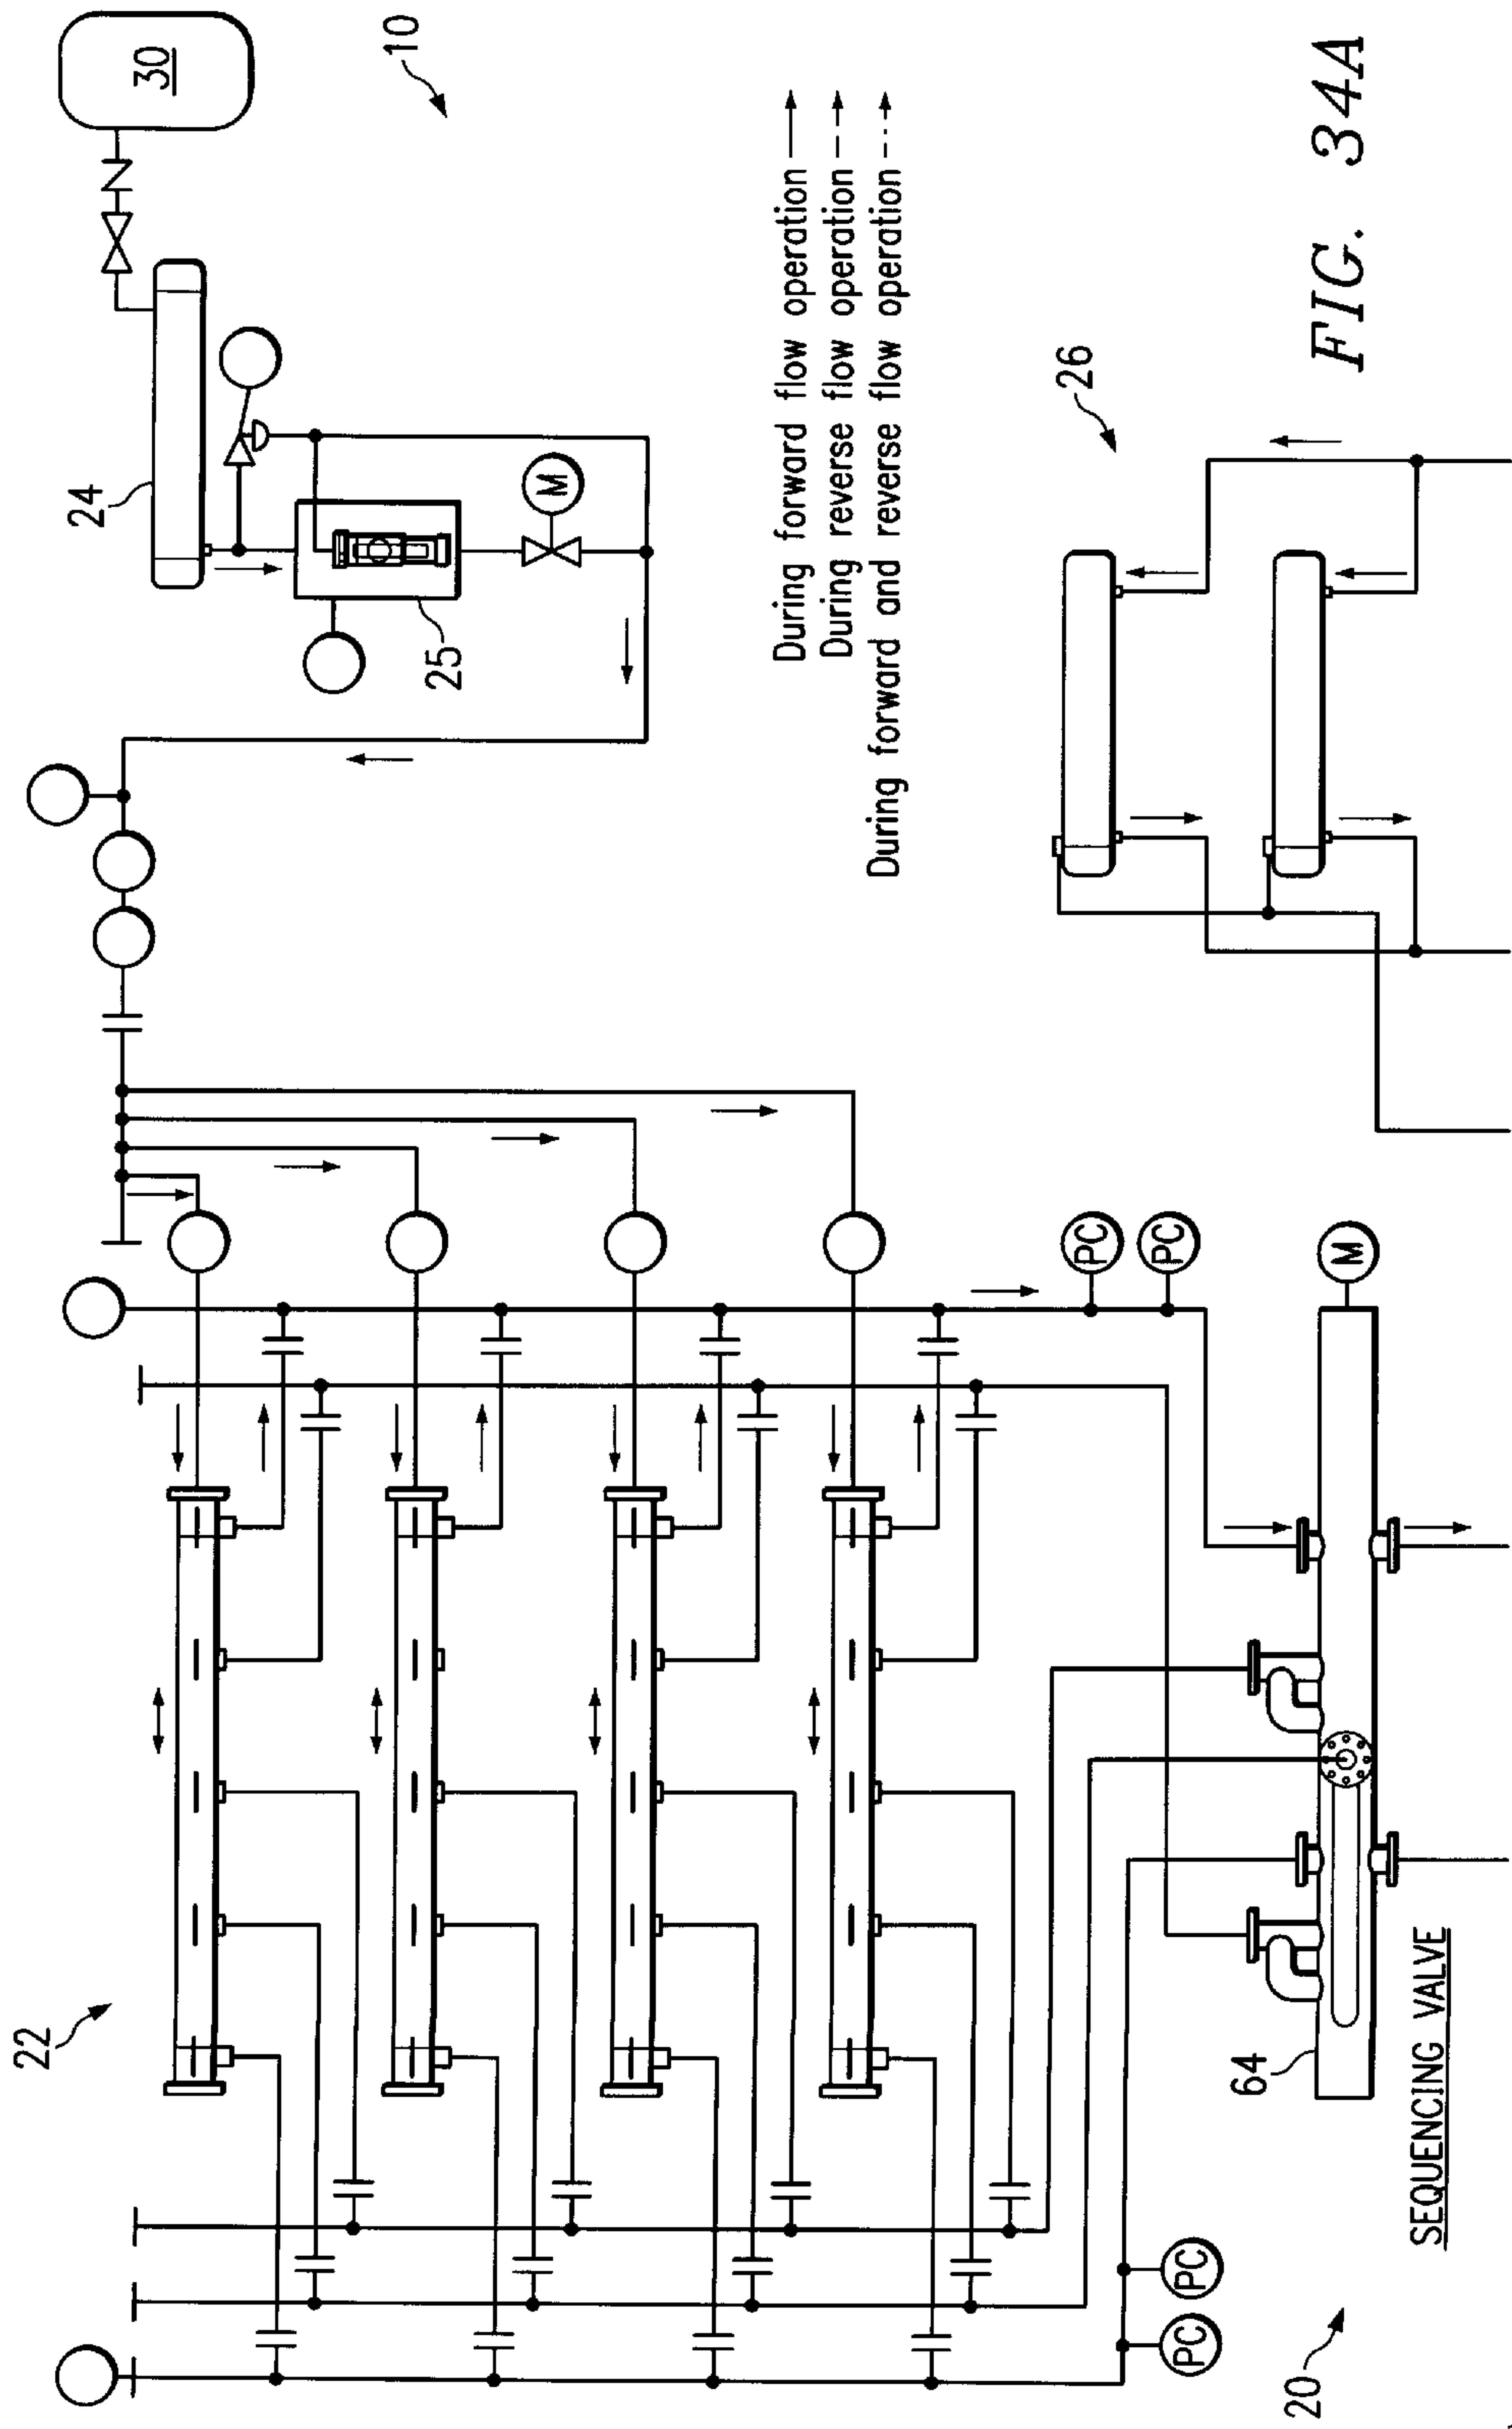 30
10
24
M
25
During forward flow operation
During reverse flow operation
During forward and reverse flow operation
26
FIG. 34A
22
PC
PC
M
64
SEQUENCING VALVE
PC
PC
20